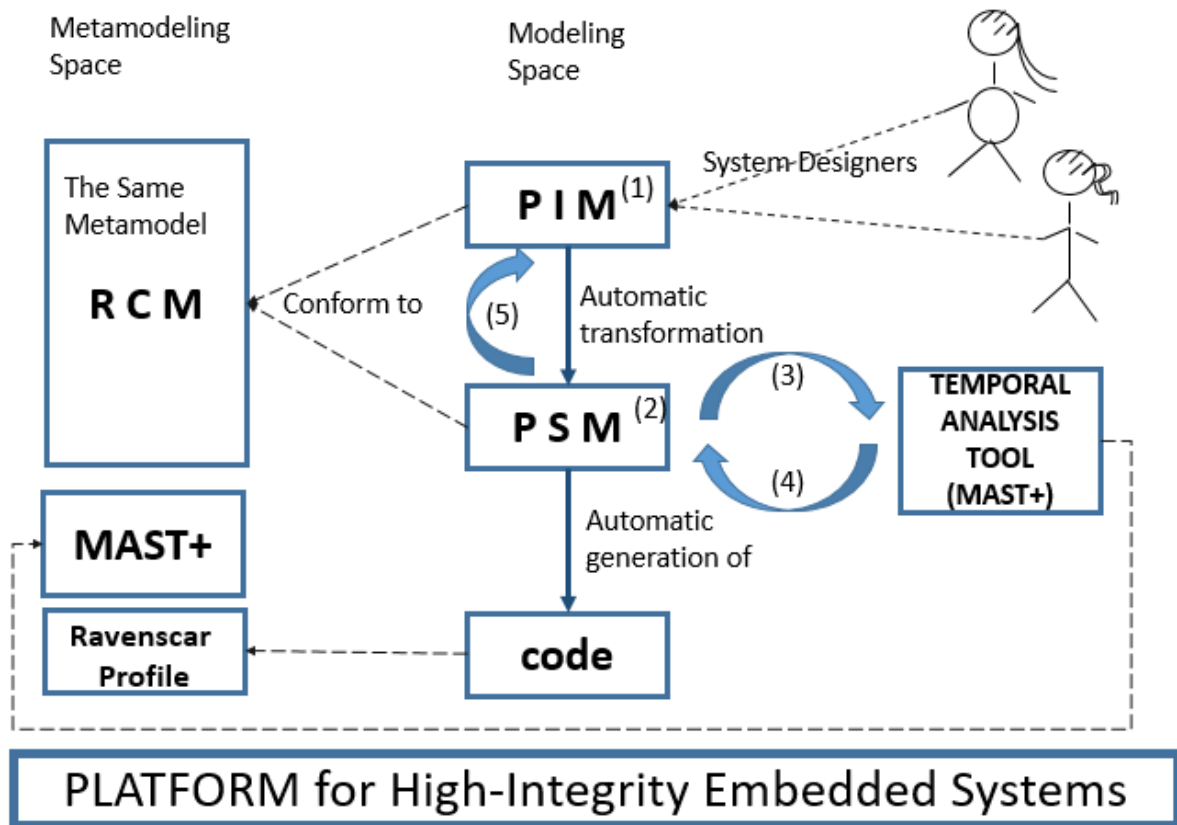 Metamodeling
Space
Modeling
Space
System Designers
The Same
Metamodel
R C M
P I M (1)
Conform to
(5)
Automatic
transformation
P S M (2)
(3)
(4)
TEMPORAL
ANALYSIS
TOOL
(MAST+)
MAST+
Automatic
generation of
Ravenscar
Profile
code
PLATFORM for High-Integrity Embedded Systems